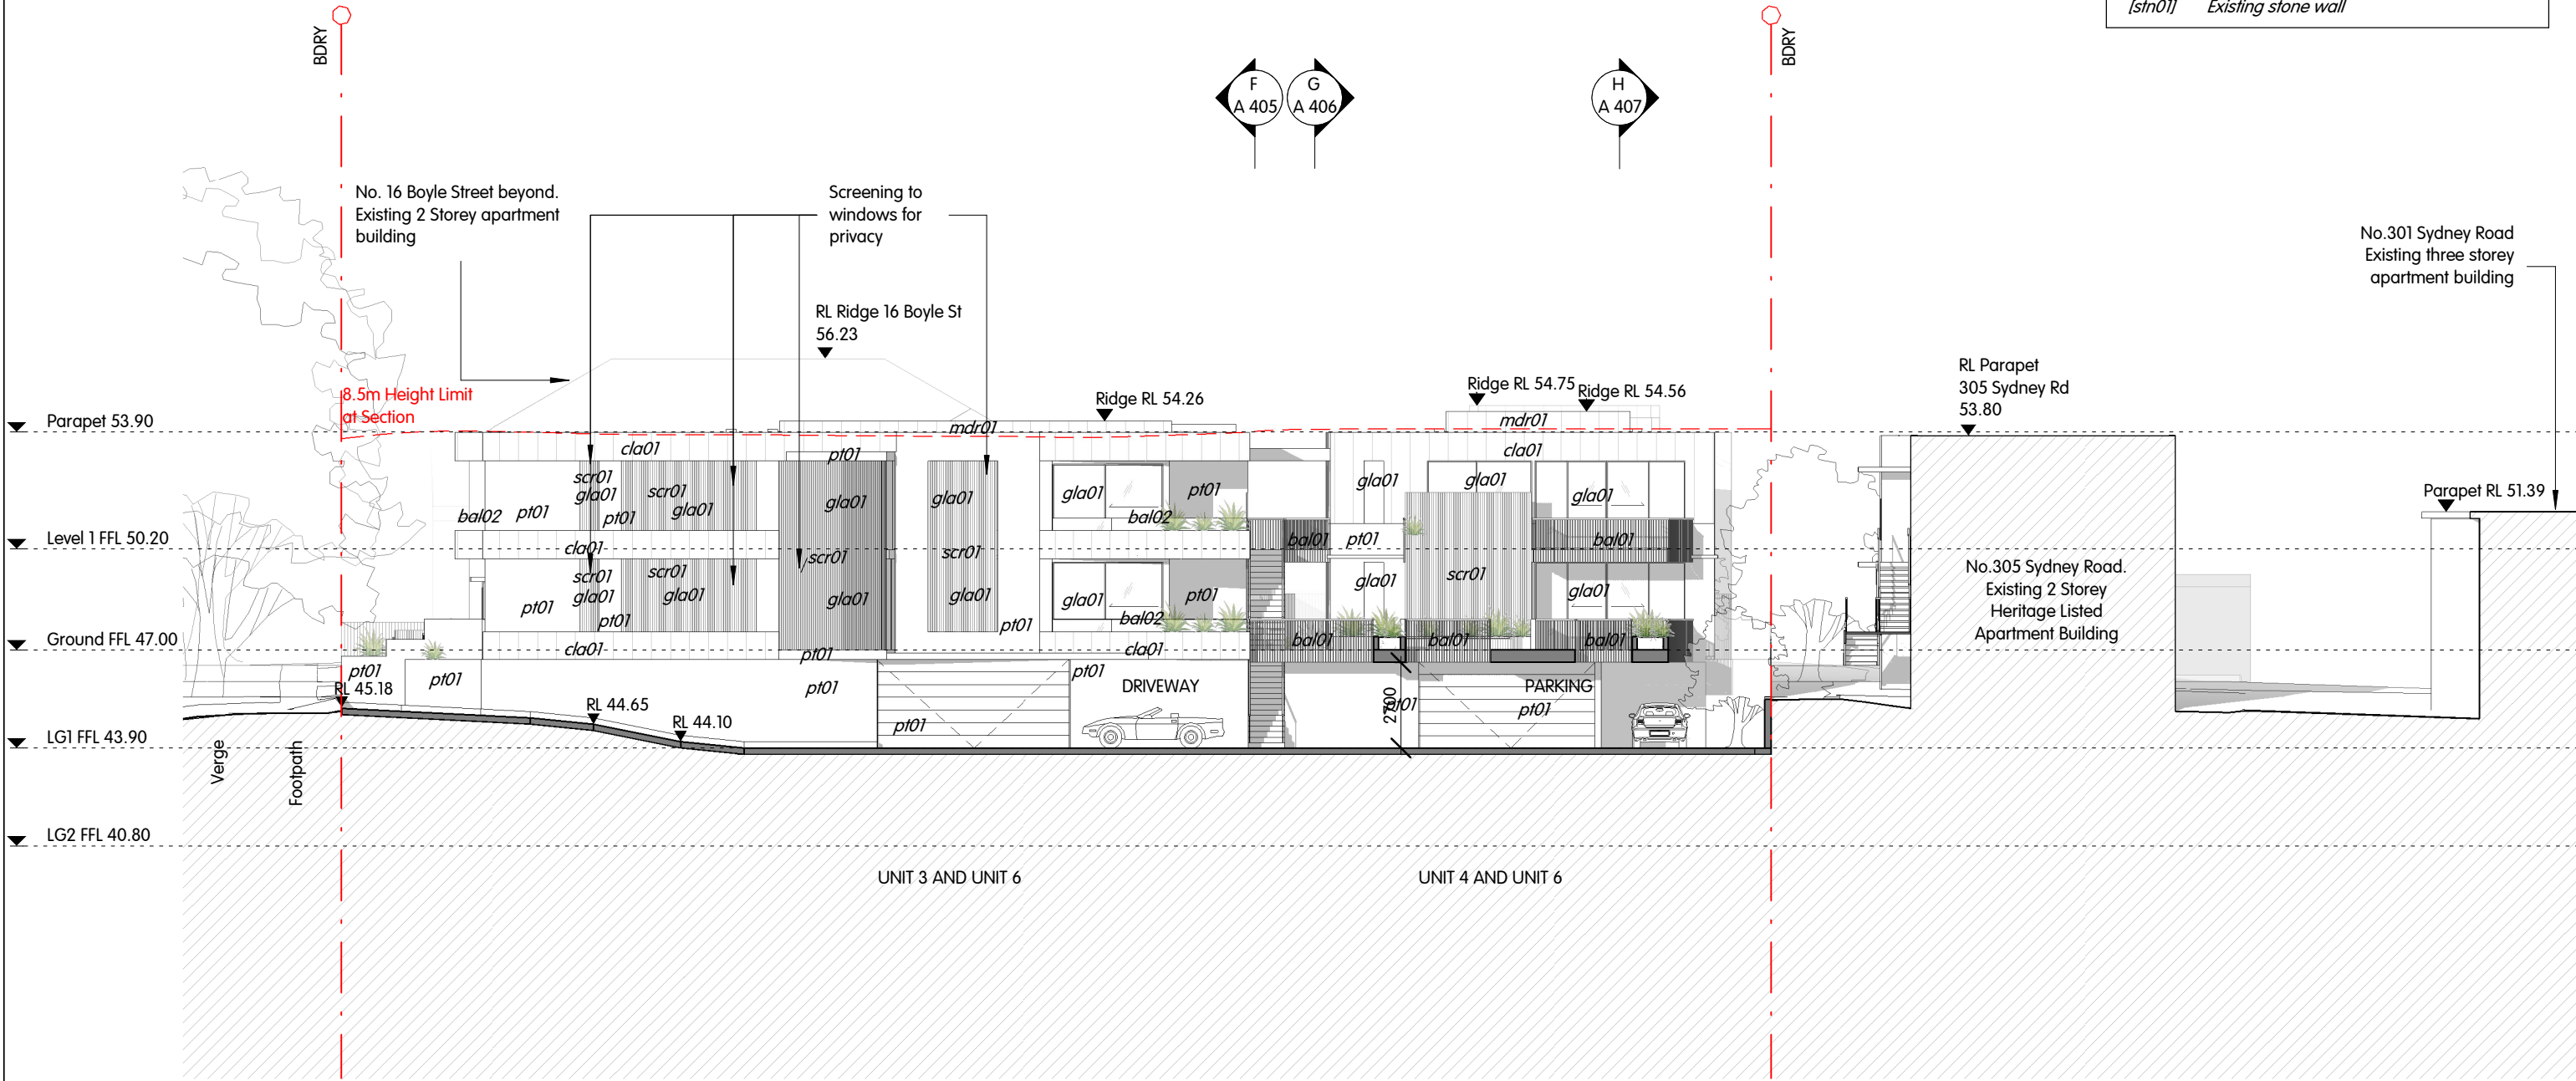 [stn01] Existing stone wall
BDRY
BDRY
F
A 405
G
A 406
H
A 407
No. 16 Boyle Street beyond.
Existing 2 Storey apartment
building
Screening to
windows for
privacy
No.301 Sydney Road
Existing three storey
apartment building
RL Ridge 16 Boyle St
56.23
8.5m Height Limit
at Section
Ridge RL 54.26
Ridge RL 54.75
Ridge RL 54.56
RL Parapet
305 Sydney Rd
53.80
Parapet 53.90
mdr01
mdr01
cla01
pt01
cla01
scr01
gla01
scr01
gla01
gla01
gla01
gla01
pt01
gla01
gla01
gla01
Parapet RL 51.39
bal02
pt01
pt01
bal02
Level 1 FFL 50.20
cla01
scr01
scr01
bal01
pt01
bal01
scr01
gla01
scr01
gla01
gla01
gla01
gla01
pt01
gla01
scr01
gla01
No.305 Sydney Road.
Existing 2 Storey
Heritage Listed
Apartment Building
pt01
pt01
pt01
bal02
Ground FFL 47.00
cla01
pt01
cla01
bal01
bal01
bal01
pt01
RL 45.18
pt01
pt01
pt01
DRIVEWAY
PARKING
RL 44.65
RL 44.10
pt01
2700
pt01
pt01
LG1 FFL 43.90
Verge
Footpath
LG2 FFL 40.80
UNIT 3 AND UNIT 6
UNIT 4 AND UNIT 6